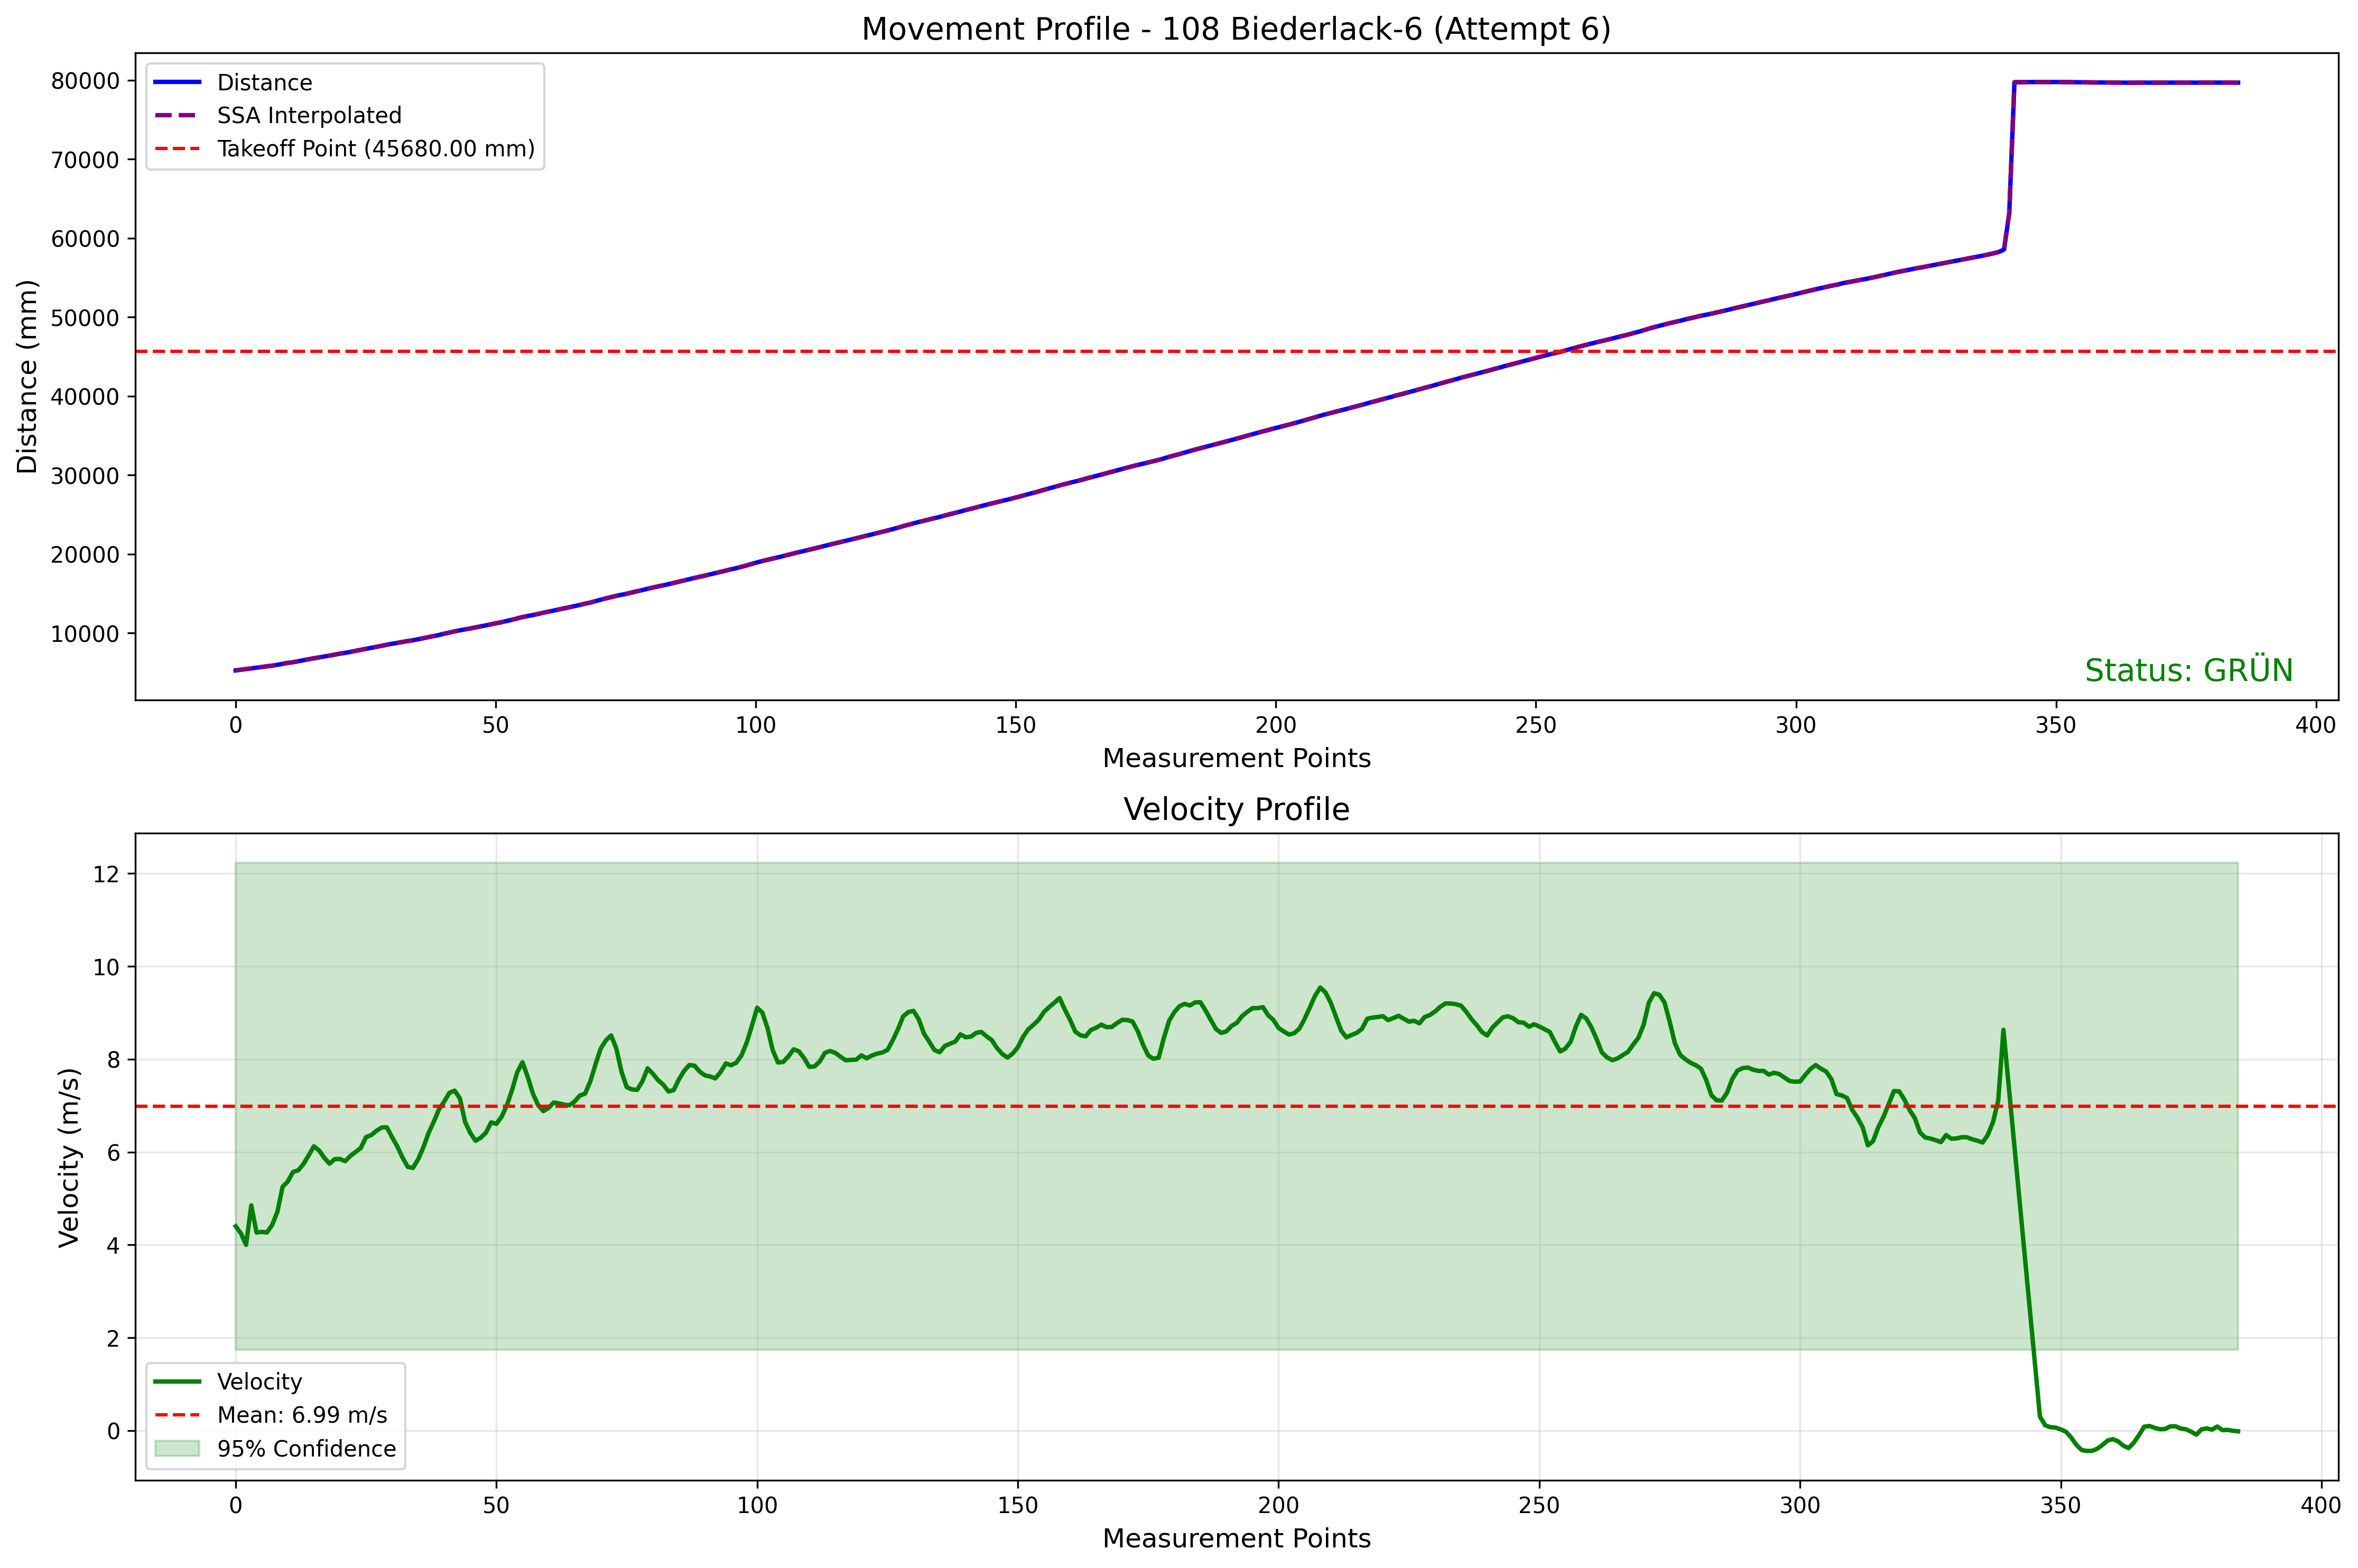 Movement Profile - 108 Biederlack-6 (Attempt 6)
Distance
SSA Interpolated
Takeoff Point (45680.00 mm)
Distance (mm)
80000
70000
60000
50000
40000
30000
20000
10000
Status: GRÜN
0 50 100 150 200 250 300 350 400
Measurement Points
Velocity Profile
Velocity (m/s)
12
10
8
6
4
2
0
Velocity
Mean: 6.99 m/s
95% Confidence
0 50 100 150 200 250 300 350 400
Measurement Points